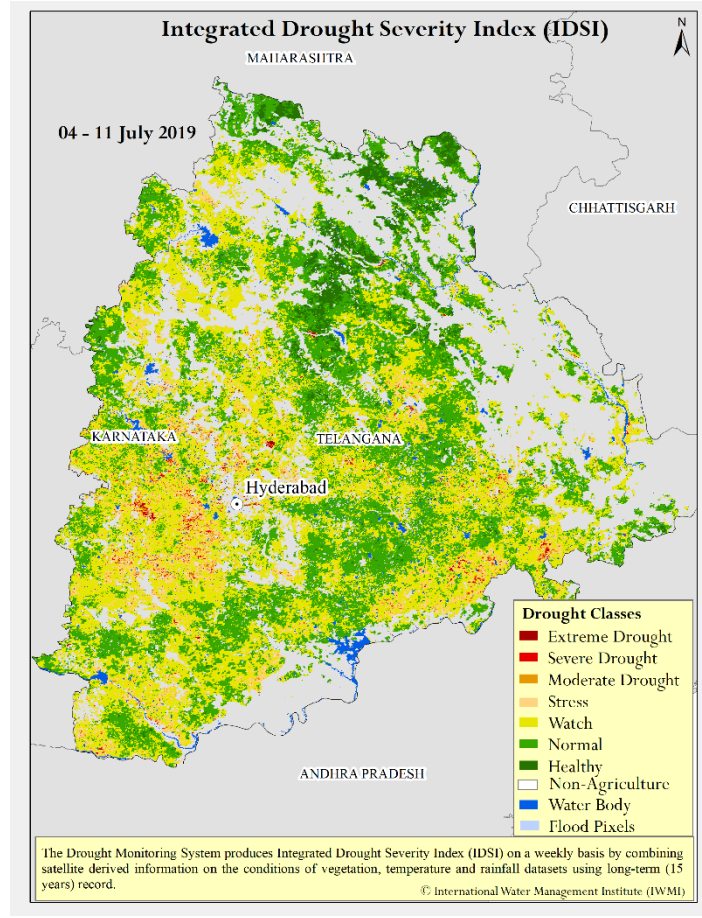 Integrated Drought Severity Index (IDSI)
N
MAHARASHTRA
04 - 11 July 2019
CHHATTISGARH
KARNATAKA
TELANGANA
Hyderabad
Drought Classes
Extreme Drought
Severe Drought
Moderate Drought
Stress
Watch
Normal
Healthy
Non-Agriculture
Water Body
Flood Pixels
ANDHRA PRADESH
The Drought Monitoring System produces Integrated Drought Severity Index (IDSI) on a weekly basis by combining
satellite derived information on the conditions of vegetation, temperature and rainfall datasets using long-term (15
years) record.
© International Water Management Institute (IWMI)